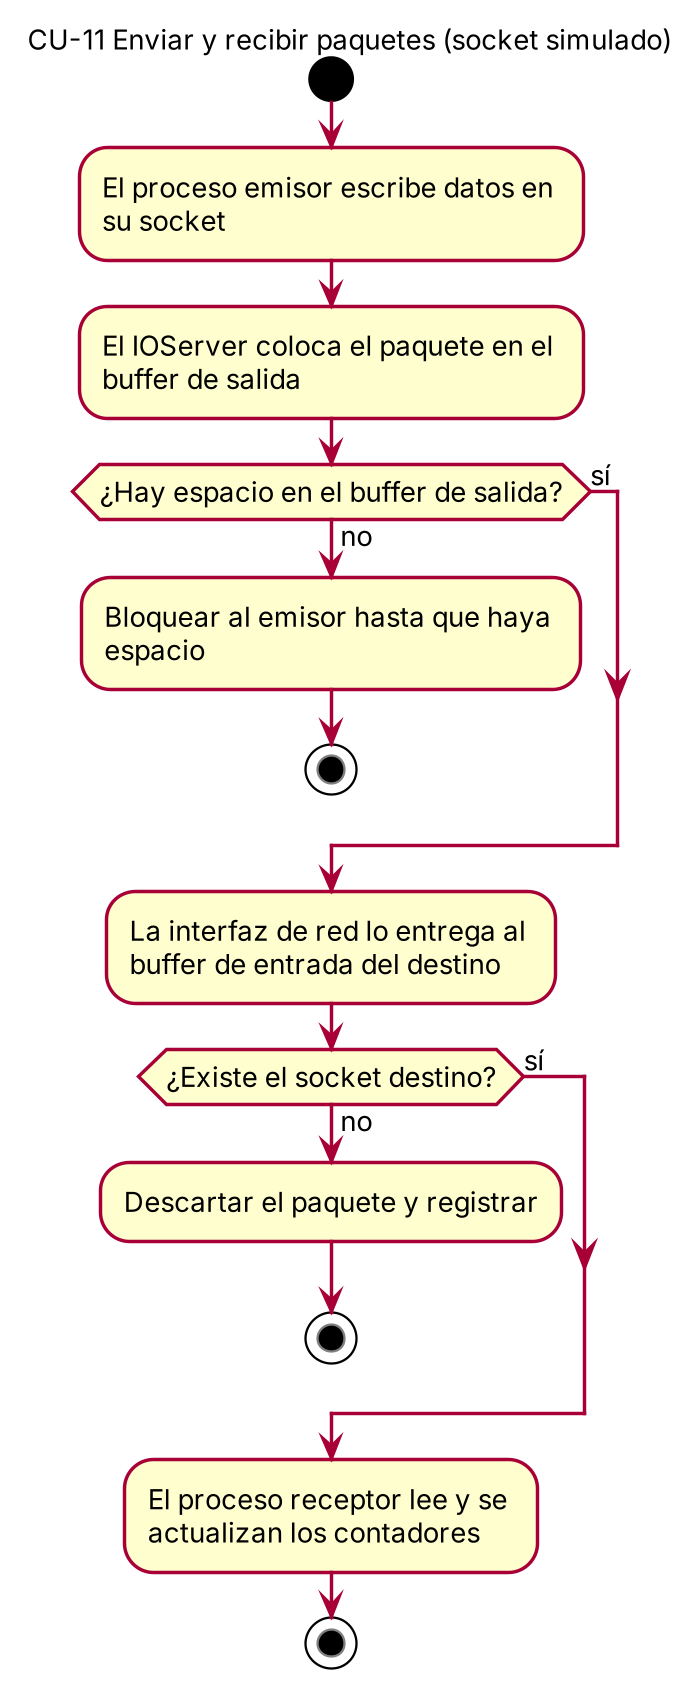 CU-11 Enviar y recibir paquetes (socket simulado)
El proceso emisor escribe datos en
su socket
El IOServer coloca el paquete en el
buffer de salida
¿Hay espacio en el buffer de salida?
sí
no
Bloquear al emisor hasta que haya
espacio
La interfaz de red lo entrega al
buffer de entrada del destino
¿Existe el socket destino?
sí
no
Descartar el paquete y registrar
El proceso receptor lee y se
actualizan los contadores